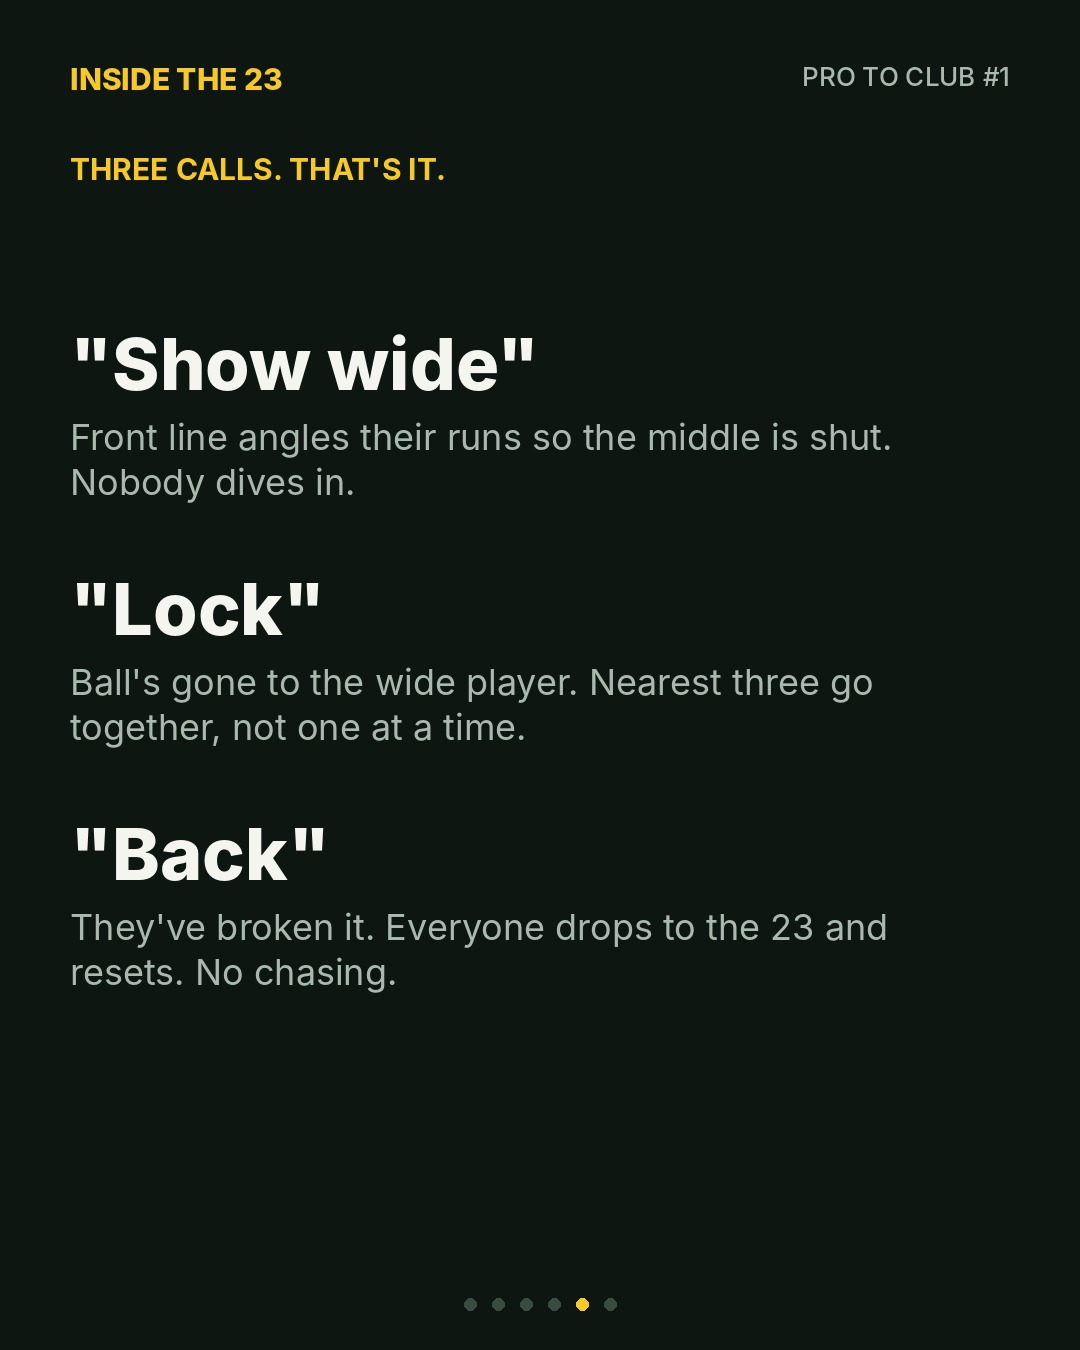 INSIDE THE 23
PRO TO CLUB #1
THREE CALLS. THAT'S IT.
"Show wide"
Front line angles their runs so the middle is shut.
Nobody dives in.
"Lock"
Ball's gone to the wide player. Nearest three go
together, not one at a time.
"Back"
They've broken it. Everyone drops to the 23 and
resets. No chasing.